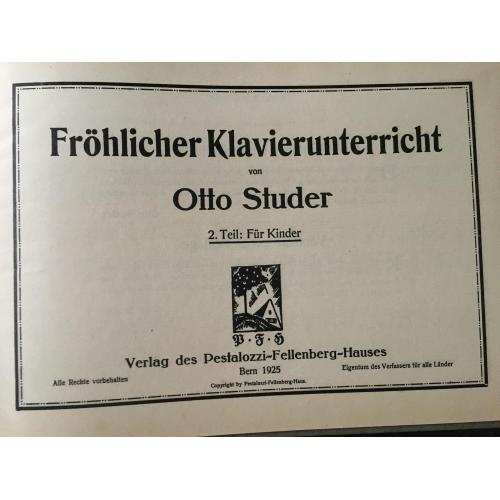 Fröhlicher Klavierunterricht
von
Otto Studer
2. Teil: Für Kinder
P · F · H
Verlag des Pestalozzi-Fellenberg-Hauses
Bern 1925
Alle Rechte vorbehalten
Eigentum des Verfassers für alle Länder
Copyright by Pestalozzi-Fellenberg-Haus.